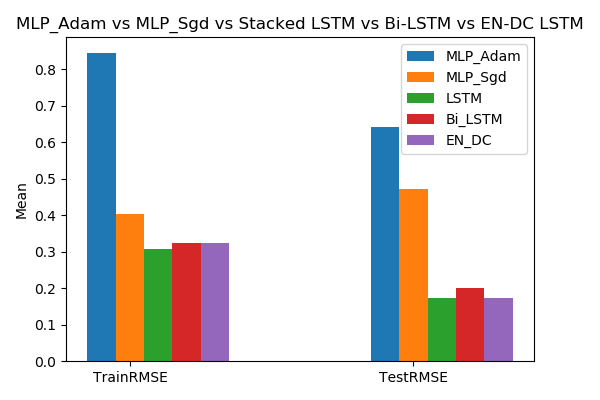 MLP_Adam vs MLP_Sgd vs Stacked LSTM vs Bi-LSTM vs EN-DC LSTM
MLP_Adam
MLP_Sgd
LSTM
Bi_LSTM
EN_DC
Mean
0.8
0.7
0.6
0.5
0.4
0.3
0.2
0.1
0.0
TrainRMSE
TestRMSE